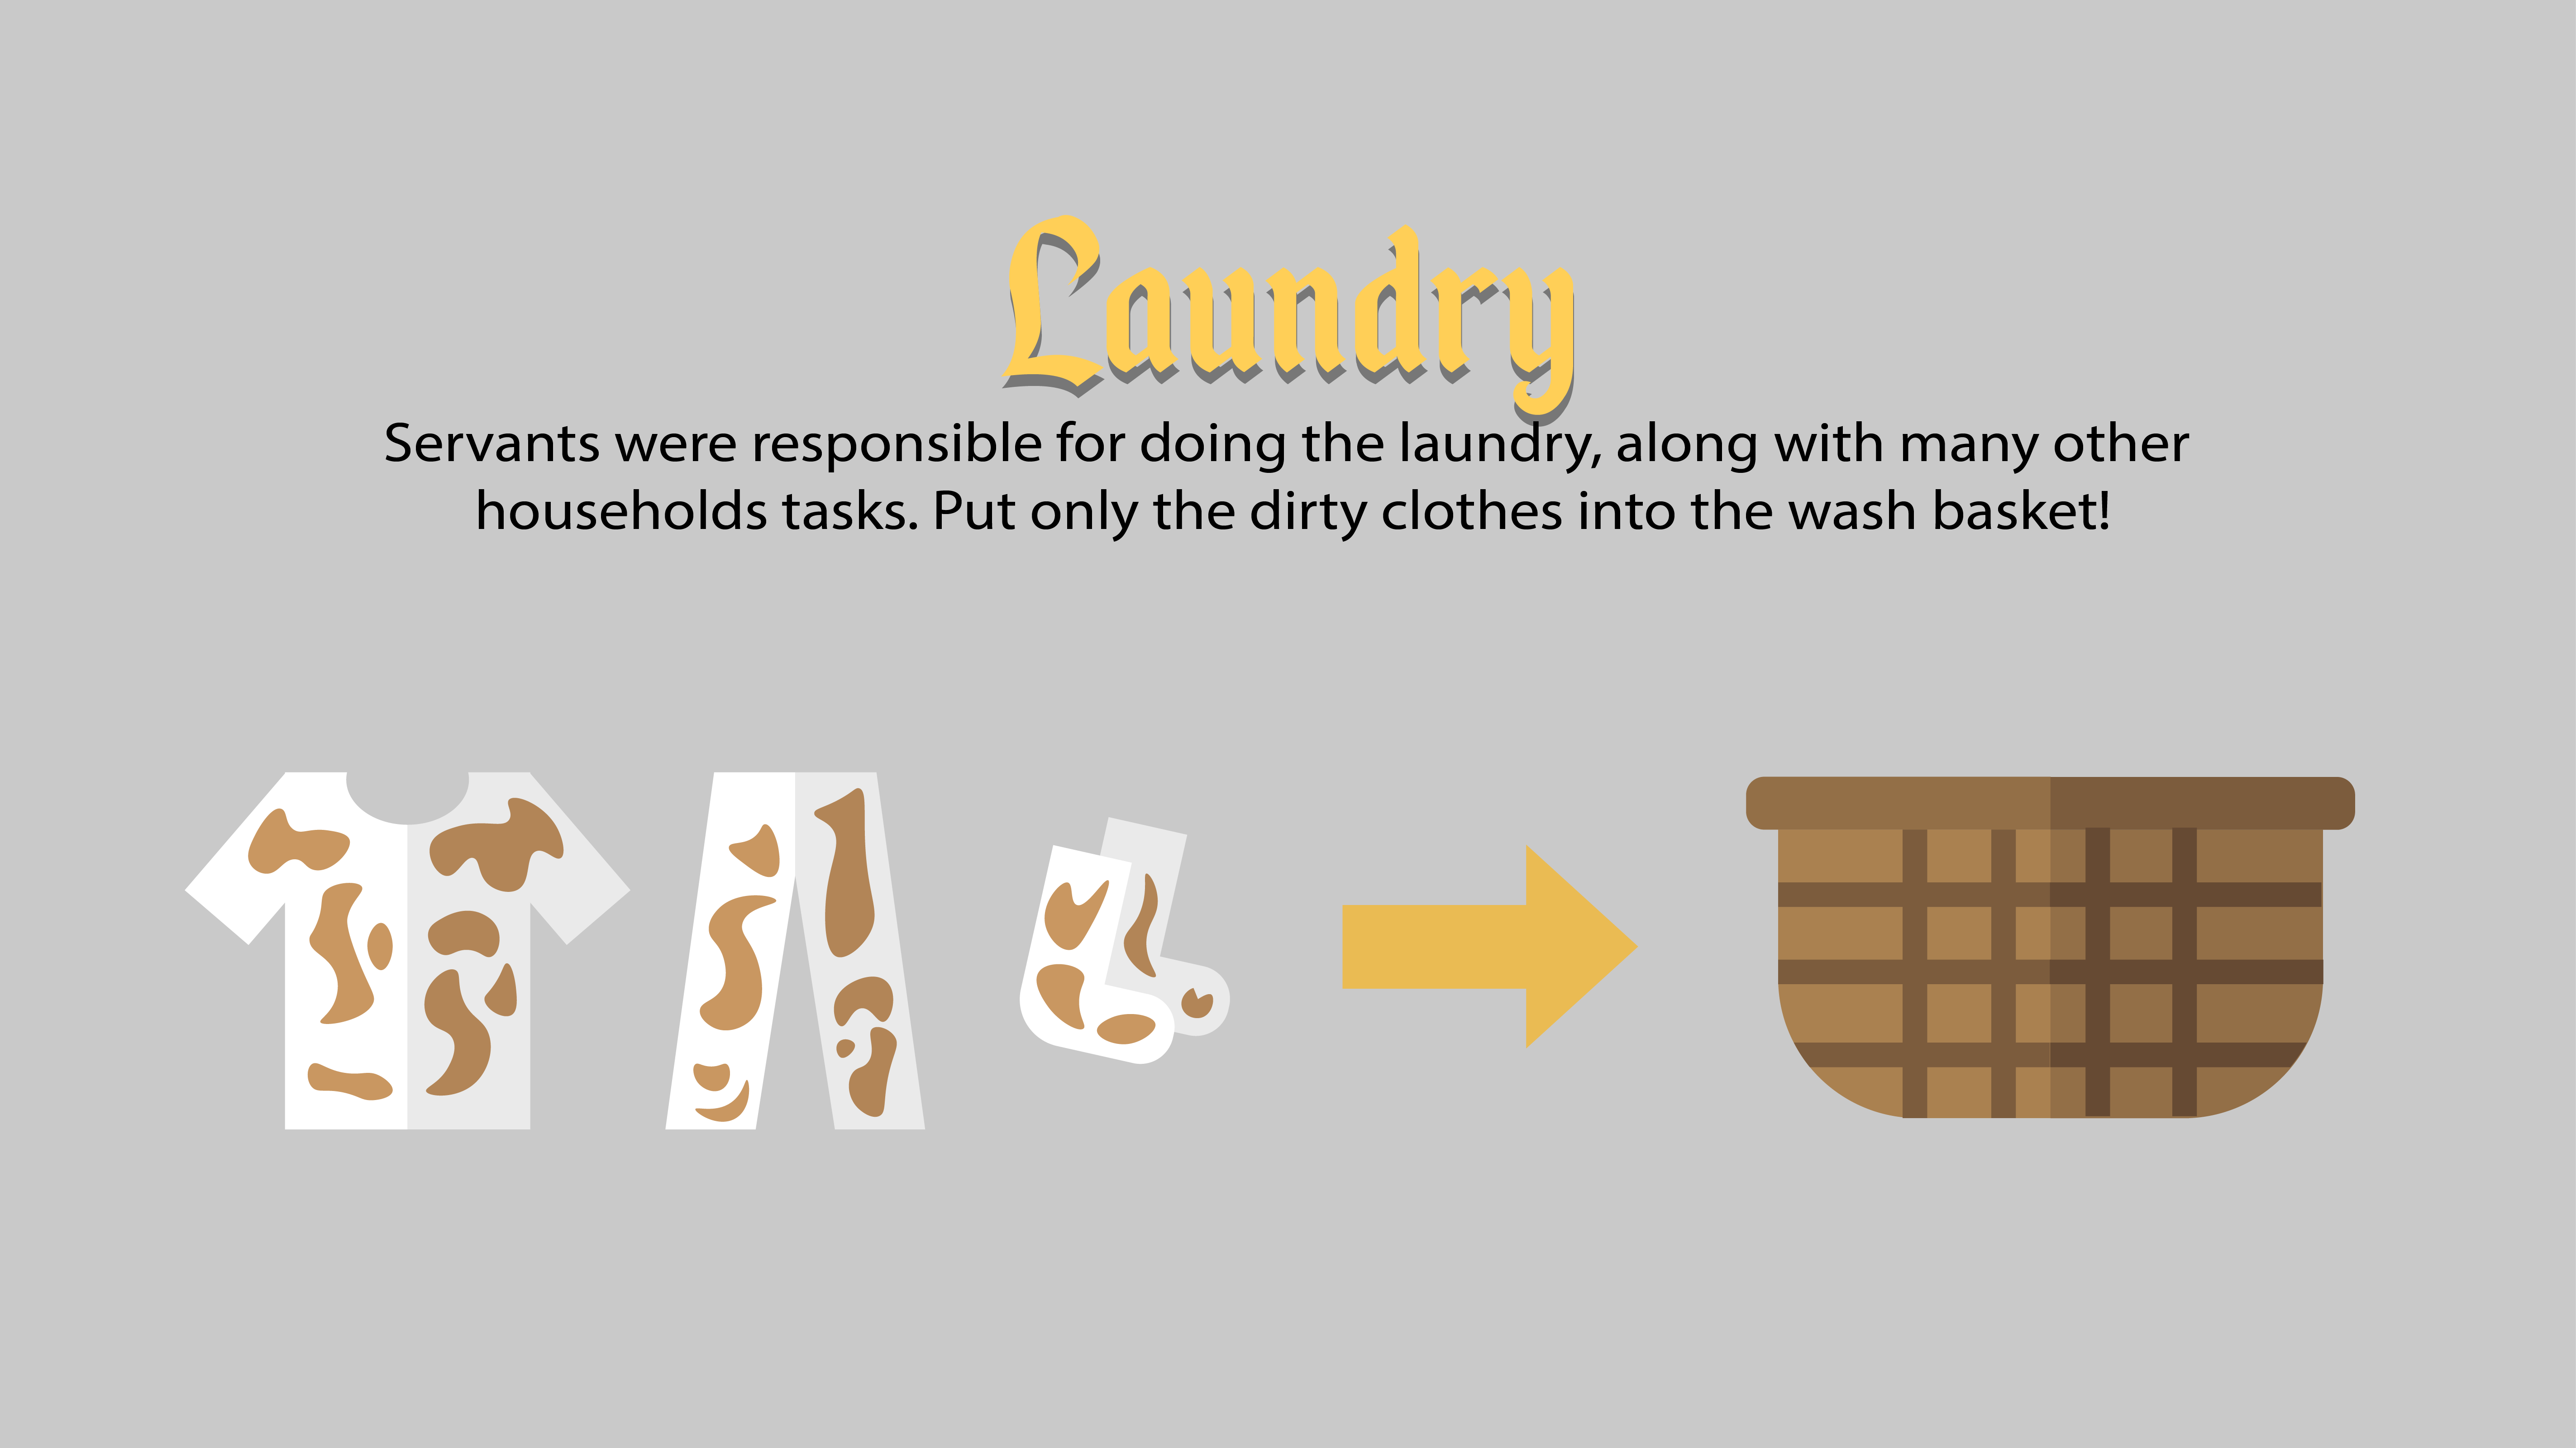 Laundry
Servants were responsible for doing the laundry, along with many other
households tasks. Put only the dirty clothes into the wash basket!